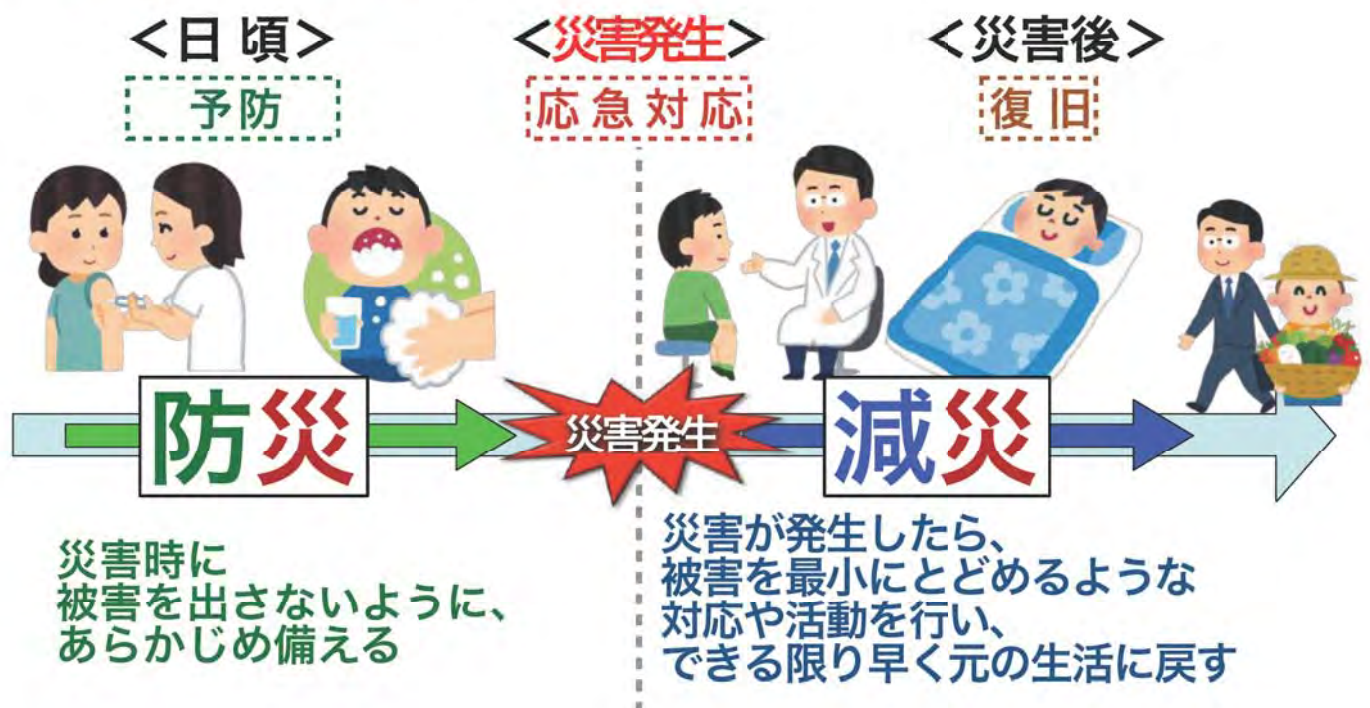 <日頃>
<災害発生>
<災害後>
予防
応急対応
復旧
防災
災害発生
減災
災害時に
被害を出さないように、
あらかじめ備える
災害が発生したら、
被害を最小にとどめるような
対応や活動を行い、
できる限り早く元の生活に戻す